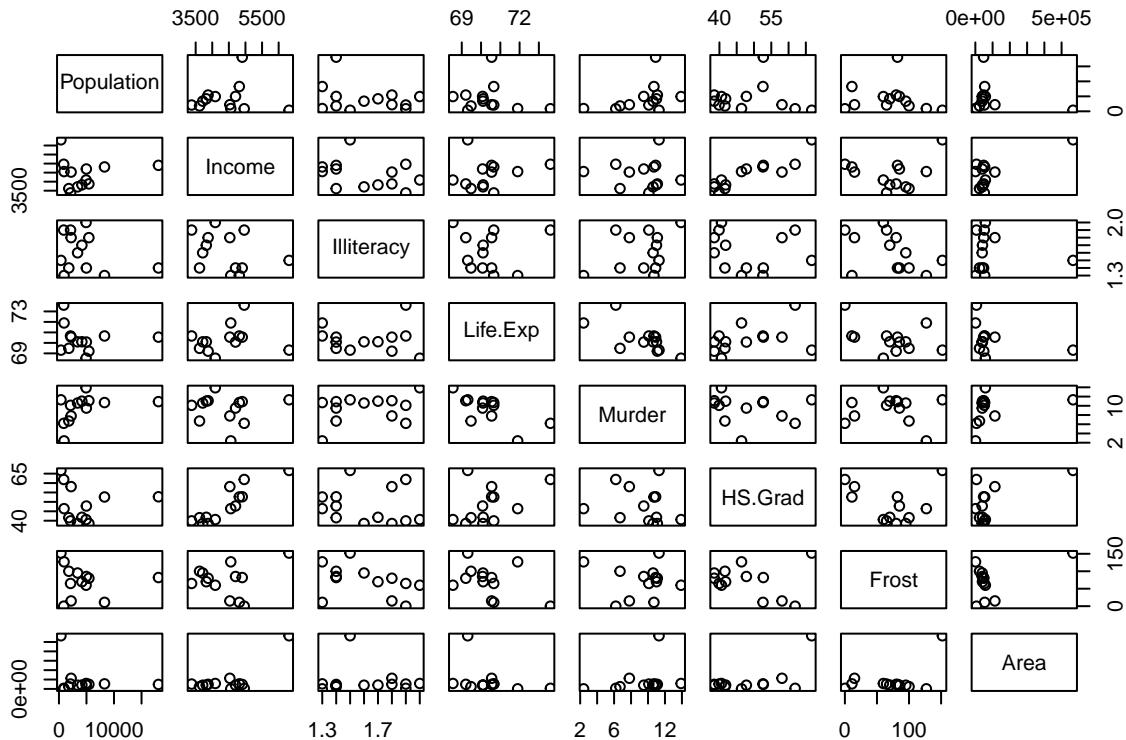 3500 5500 69 72 40 55 0e+00 5e+05
Population 0
3500 Income
Illiteracy 1.3 2.0
69 73 Life.Exp
Murder 2 10
40 65 HS.Grad
Frost 0 150
0e+00 Area
0 10000 1.3 1.7 2 6 12 0 100